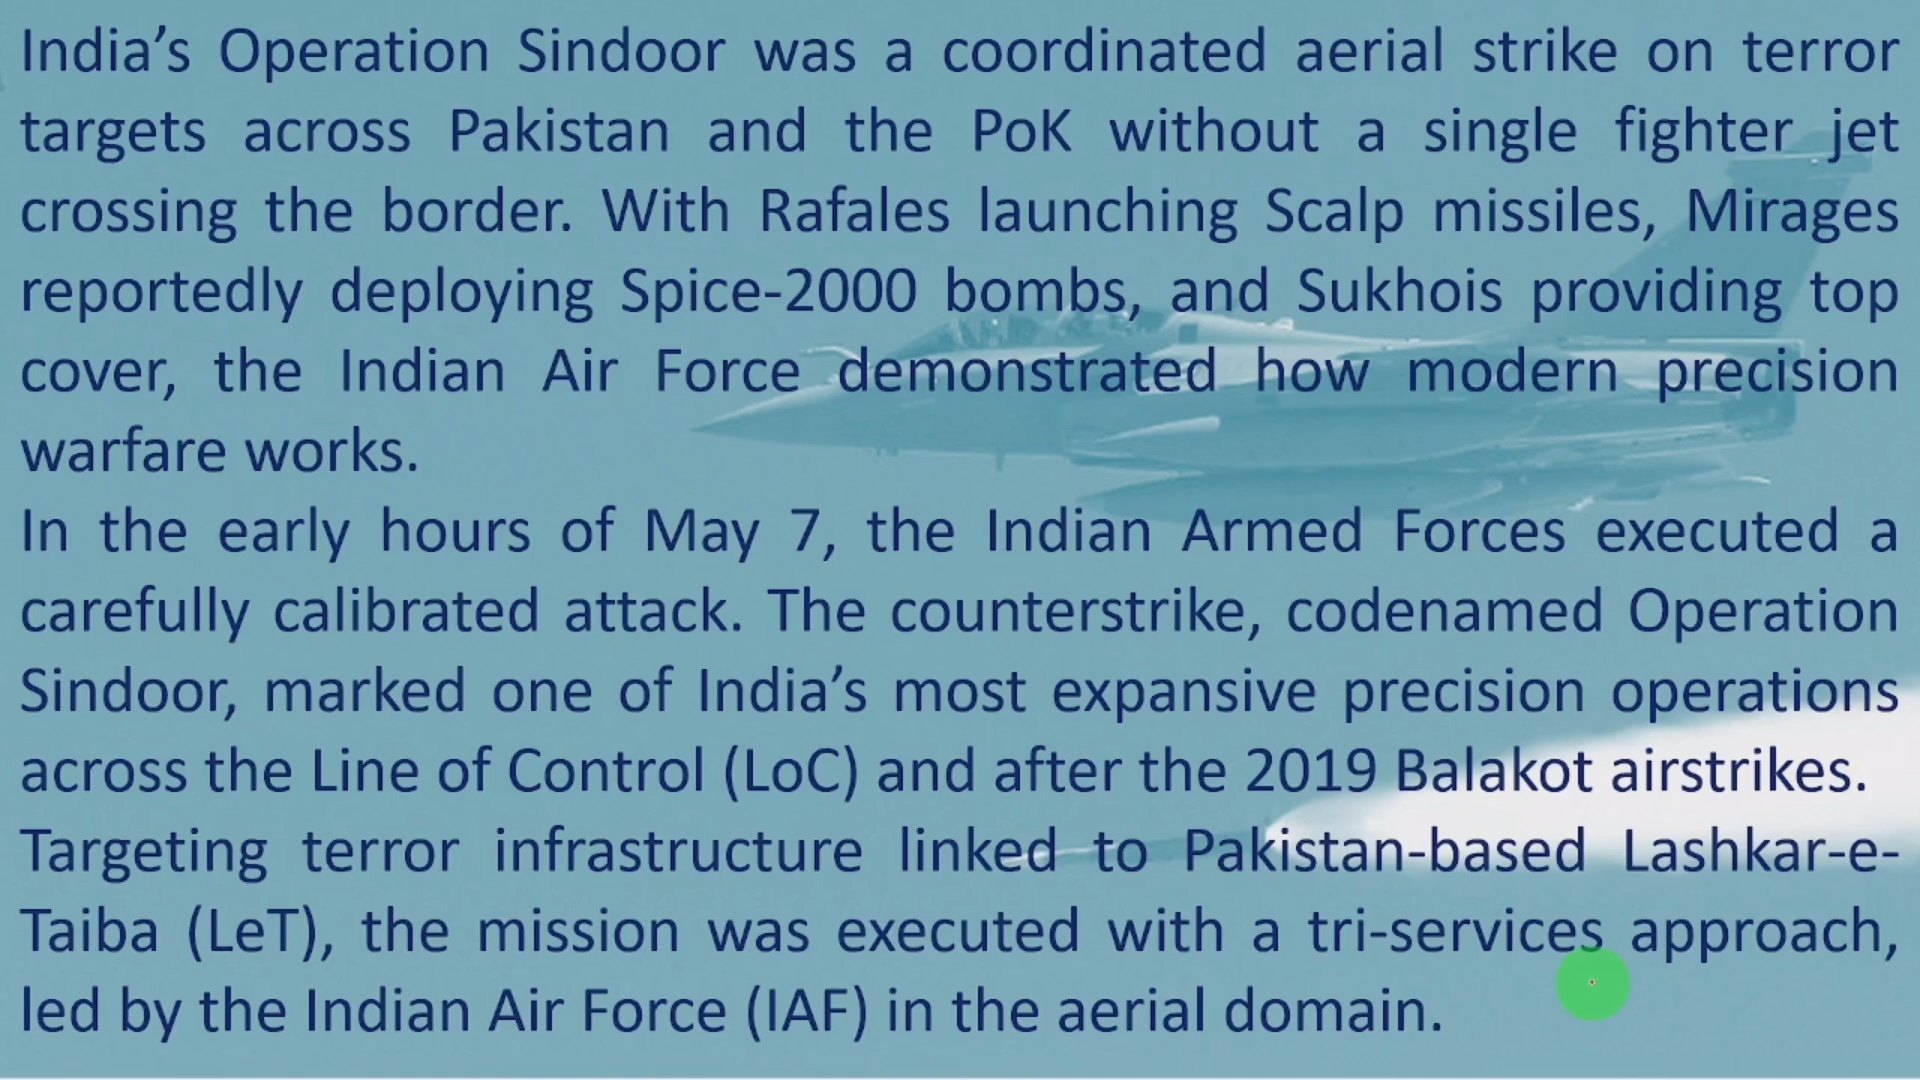 India’s Operation Sindoor was a coordinated aerial strike on terror
targets across Pakistan and the PoK without a single fighter jet
crossing the border. With Rafales launching Scalp missiles, Mirages
reportedly deploying Spice-2000 bombs, and Sukhois providing top
cover, the Indian Air Force demonstrated how modern precision
warfare works.
In the early hours of May 7, the Indian Armed Forces executed a
carefully calibrated attack. The counterstrike, codenamed Operation
Sindoor, marked one of India’s most expansive precision operations
across the Line of Control (LoC) and after the 2019 Balakot airstrikes.
Targeting terror infrastructure linked to Pakistan-based Lashkar-e-
Taiba (LeT), the mission was executed with a tri-services approach,
led by the Indian Air Force (IAF) in the aerial domain.